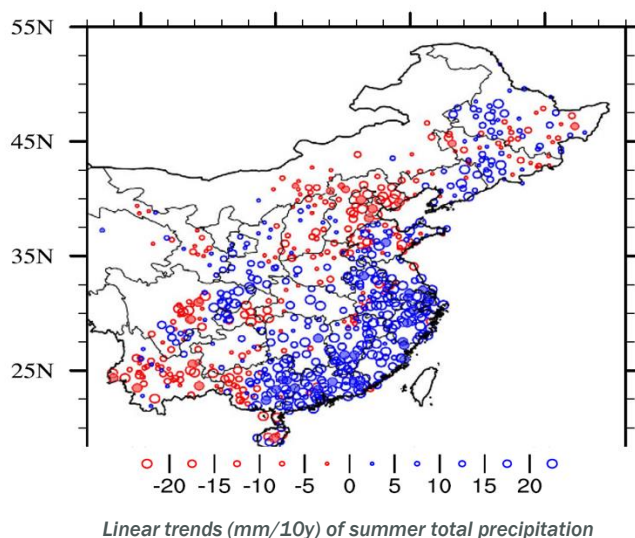 55N
45N
35N
25N
-20 -15 -10 -5 0 5 10 15 20
Linear trends (mm/10y) of summer total precipitation